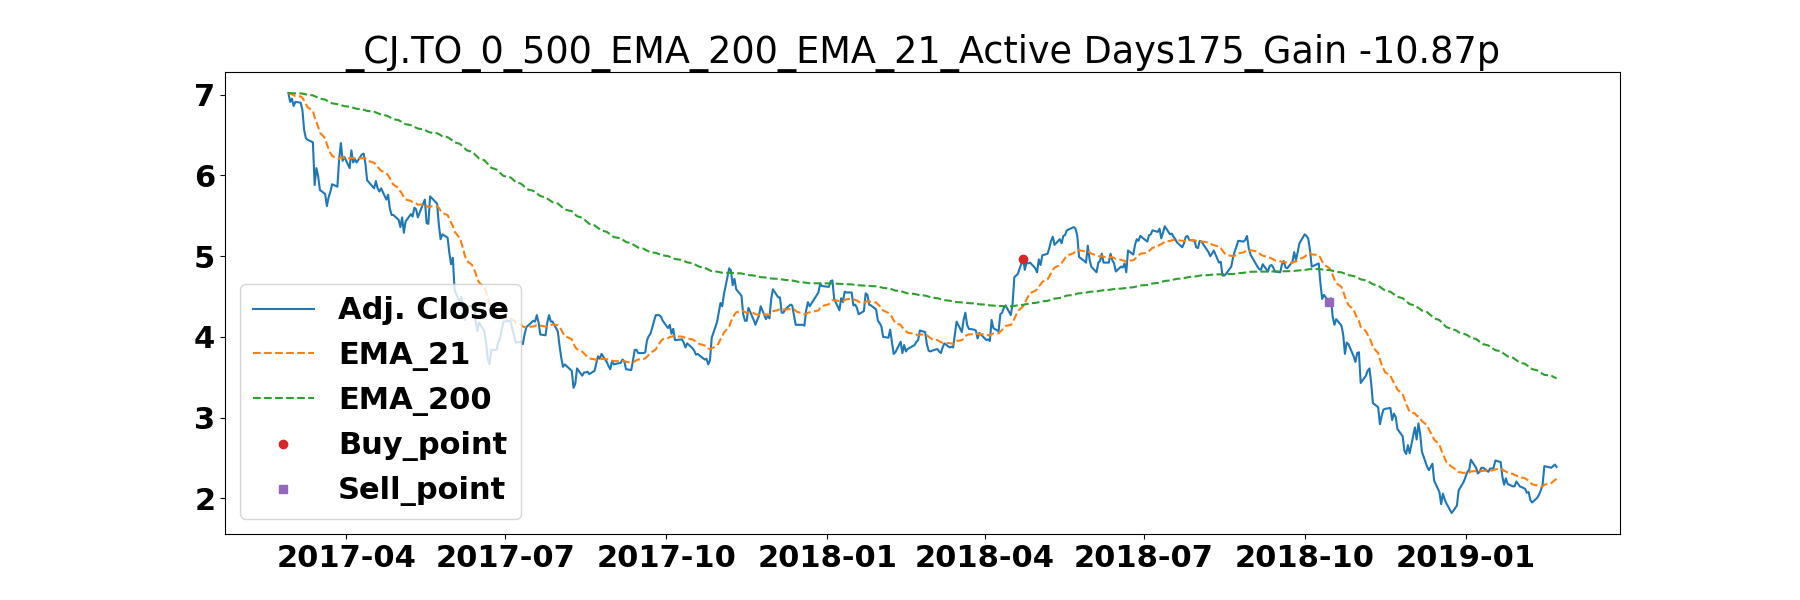 _CJ.TO_0_500_EMA_200_EMA_21_Active Days175_Gain -10.87p
7
6
5
4
3
2
Adj. Close
EMA_21
EMA_200
Buy_point
Sell_point
2017-04 2017-07 2017-10 2018-01 2018-04 2018-07 2018-10 2019-01